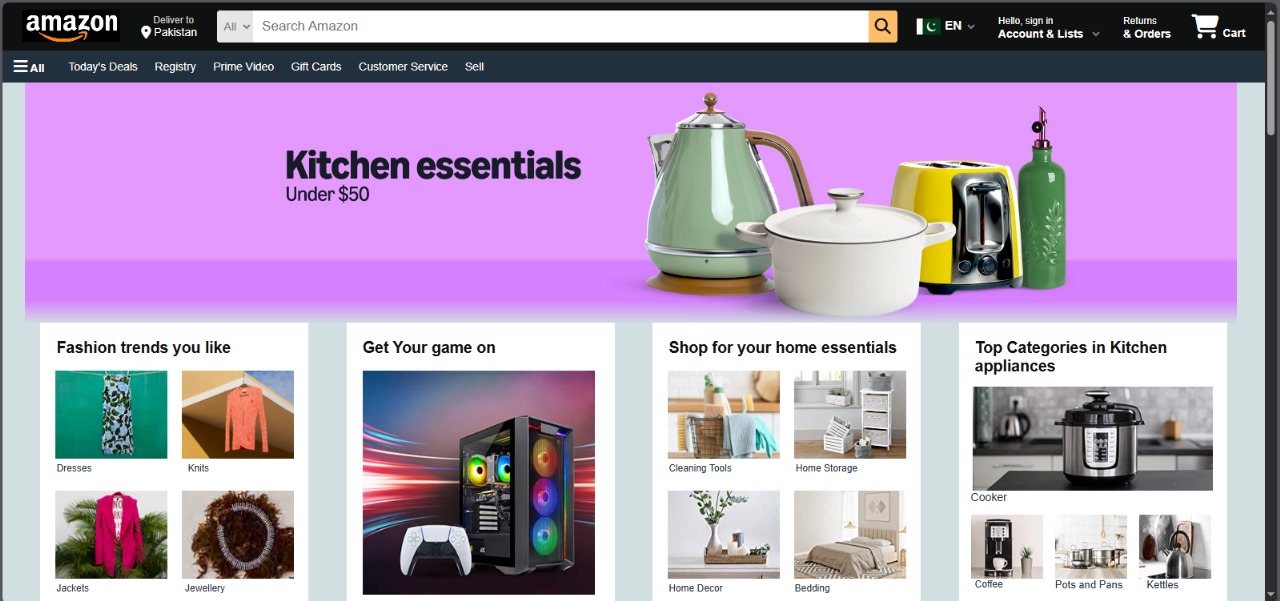 amazon
Deliver to
Pakistan
All
Search Amazon
EN
Hello, sign in
Account & Lists
Returns
& Orders
Cart
All
Today's Deals
Registry
Prime Video
Gift Cards
Customer Service
Sell
Kitchen essentials
Under $50
Fashion trends you like
Dresses
Knits
Jackets
Jewellery
Get Your game on
Shop for your home essentials
Cleaning Tools
Home Storage
Home Decor
Bedding
Top Categories in Kitchen
appliances
Cooker
Coffee
Pots and Pans
Kettles